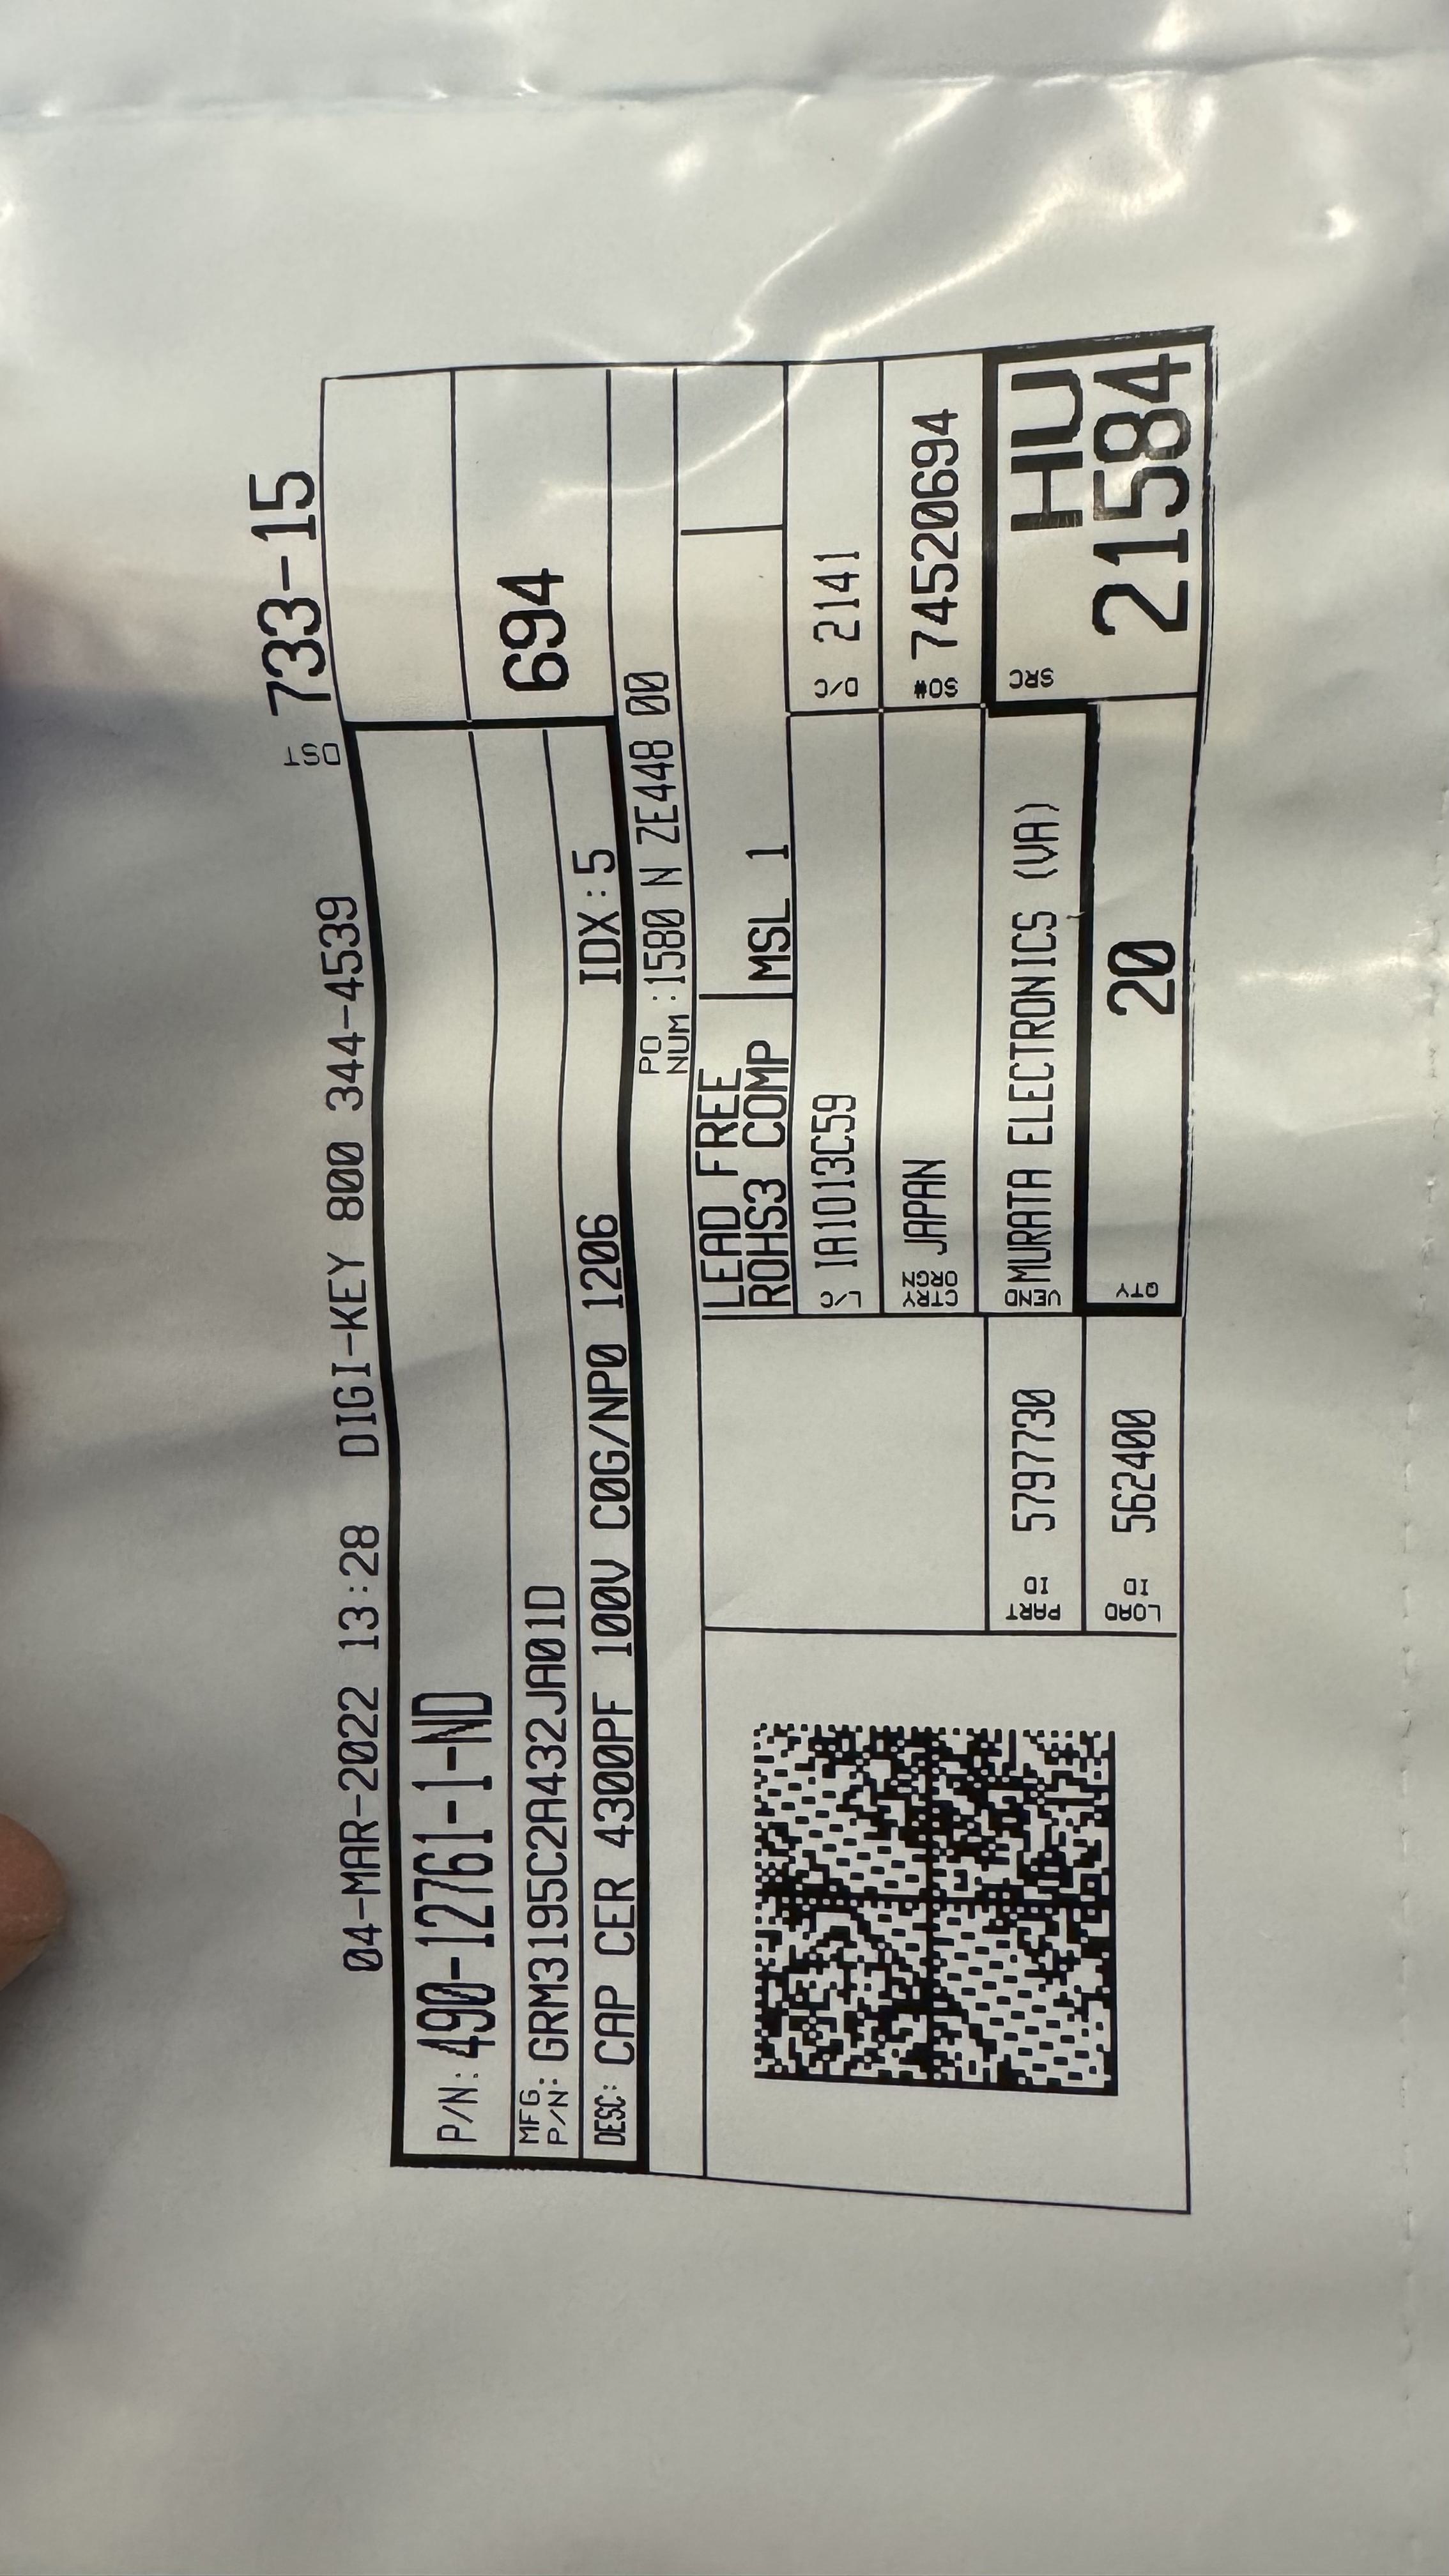 DST 733-15
04-MAR-2022 13:28 DIGI-KEY 800 344-4539
P/N: 490-12761-1-ND
MFG. P/N: GRM3195C2A432JA01D
694
DESC: CAP CER 4300PF 100V C0G/NP0 1206 IDX:5
PO NUM :1580 N ZE448 00
LEAD FREE
ROHS3 COMP
MSL 1
L/C IA1013C59
D/C 2141
CTRY ORGZ JAPAN
SO# 74520694
PART ID 5797730
VEND MURATA ELECTRONICS (VA)
SRC HU
21584
LOAD ID 562400
QTY 20